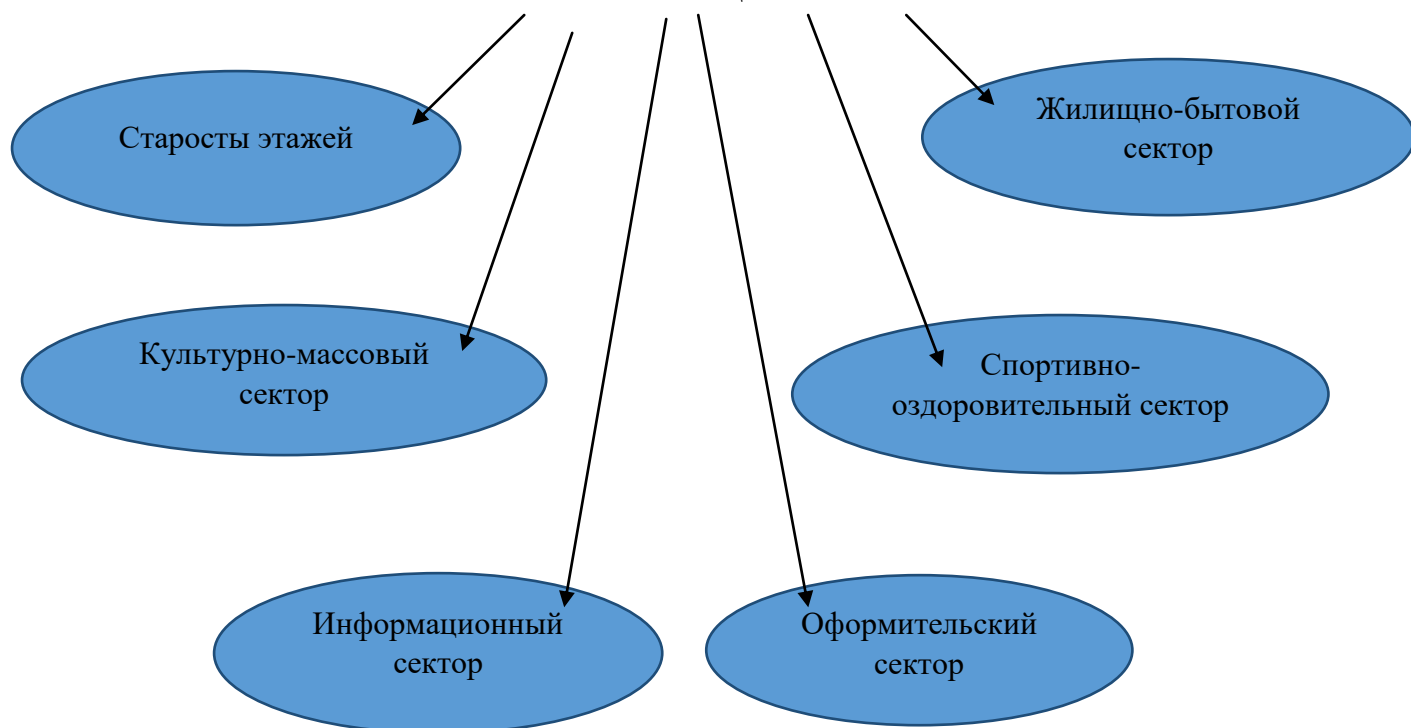 Старосты этажей
Жилищно-бытовой
сектор
Культурно-массовый
сектор
Спортивно-
оздоровительный сектор
Информационный
сектор
Оформительский
сектор